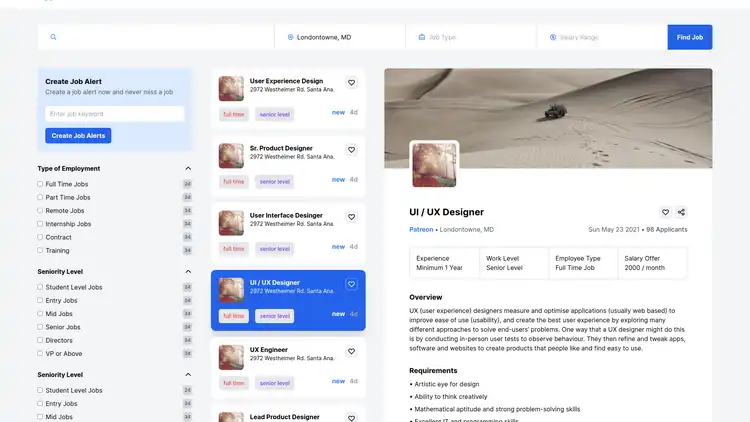 Londontowne, MD
Job Type
Salary Range
Find Job
Create Job Alert
Create a job alert now and never miss a job
Enter job keyword
Create Job Alerts
Type of Employment
Full Time Jobs 24
Part Time Jobs 34
Remote Jobs 24
Internship Jobs 34
Contract 24
Training 34
Seniority Level
Student Level Jobs 24
Entry Jobs 34
Mid Jobs 24
Senior Jobs 34
Directors 24
VP or Above 34
Seniority Level
Student Level Jobs 24
Entry Jobs 34
Mid Jobs 24
User Experience Design
2972 Westheimer Rd. Santa Ana.
full time senior level new 4d
Sr. Product Designer
2972 Westheimer Rd. Santa Ana.
full time senior level new 4d
User Interface Desinger
2972 Westheimer Rd. Santa Ana.
full time senior level new 4d
UI / UX Designer
2972 Westheimer Rd. Santa Ana.
full time senior level new 4d
UX Engineer
2972 Westheimer Rd. Santa Ana.
full time senior level new 4d
Lead Product Designer
UI / UX Designer
Patreon • Londontowne, MD
Sun May 23 2021 • 98 Applicants
Experience
Minimum 1 Year
Work Level
Senior Level
Employee Type
Full Time Job
Salary Offer
2000 / month
Overview
UX (user experience) designers measure and optimise applications (usually web based) to
improve ease of use (usability), and create the best user experience by exploring many
different approaches to solve end-users' problems. One way that a UX designer might do this
is by conducting in-person user tests to observe behaviour. They then refine and tweak apps,
software and websites to create products that people like and find easy to use.
Requirements
• Artistic eye for design
• Ability to think creatively
• Mathematical aptitude and strong problem-solving skills
• Excellent IT and programming skills